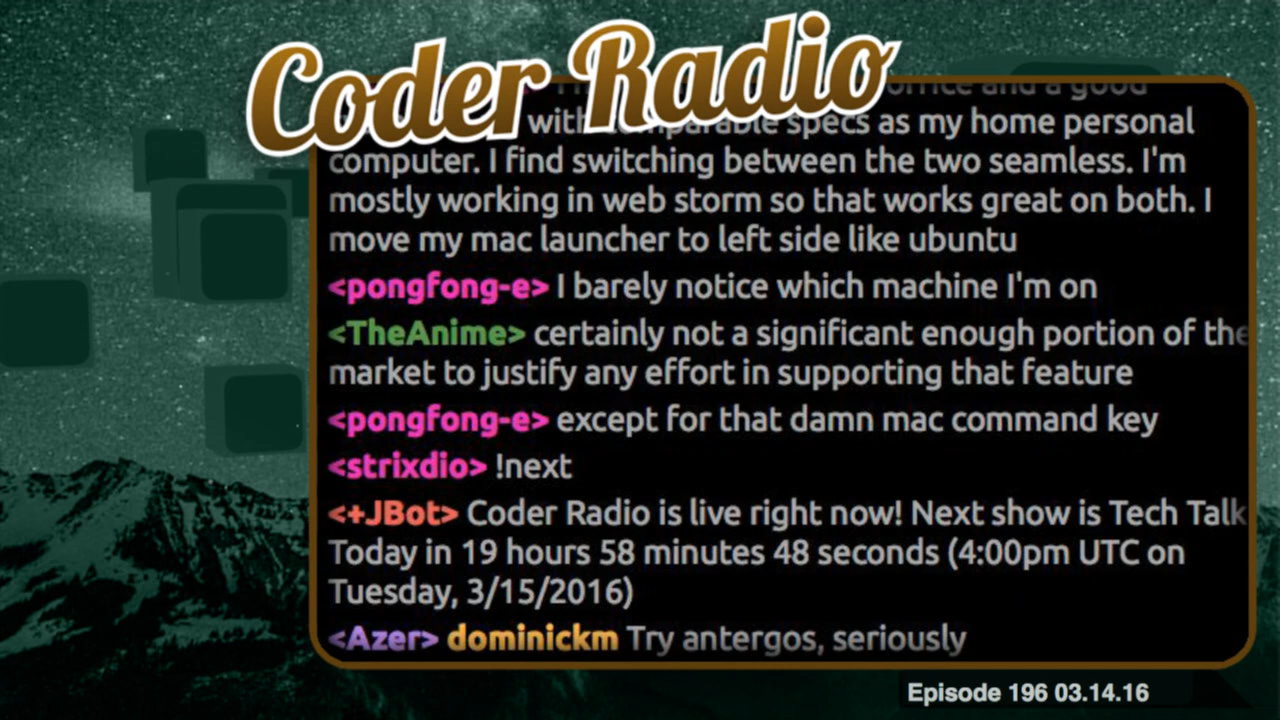 Coder Radio
office and a good
with comparable specs as my home personal
computer. I find switching between the two seamless. I'm
mostly working in web storm so that works great on both. I
move my mac launcher to left side like ubuntu
<pongfong-e> I barely notice which machine I'm on
<TheAnime> certainly not a significant enough portion of the
market to justify any effort in supporting that feature
<pongfong-e> except for that damn mac command key
<strixdio> !next
<+JBot> Coder Radio is live right now! Next show is Tech Talk
Today in 19 hours 58 minutes 48 seconds (4:00pm UTC on
Tuesday, 3/15/2016)
<Azer> dominickm Try antergos, seriously
Episode 196 03.14.16